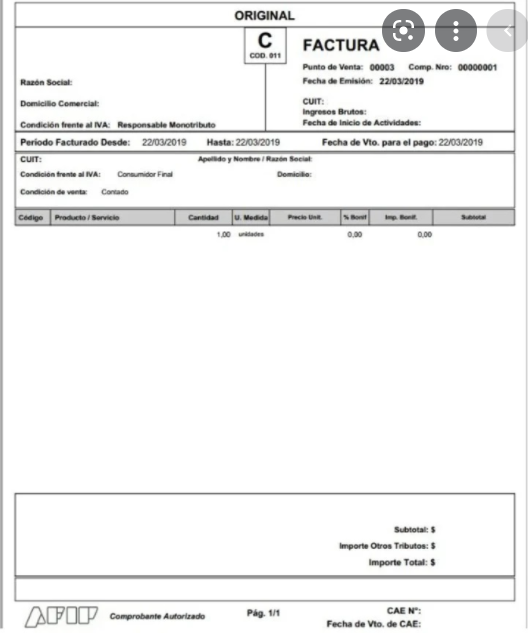 ORIGINAL
C
COD. 011
FACTURA
Punto de Venta: 00003 Comp. Nro: 00000001
Fecha de Emisión: 22/03/2019
Razón Social:
Domicilio Comercial:
CUIT:
Ingresos Brutos:
Condición frente al IVA: Responsable Monotributo
Fecha de Inicio de Actividades:
Período Facturado Desde: 22/03/2019 Hasta: 22/03/2019 Fecha de Vto. para el pago: 22/03/2019
CUIT: Apellido y Nombre / Razón Social:
Condición frente al IVA: Consumidor Final Domicilio:
Condición de venta: Contado
Código Producto / Servicio Cantidad U. Medida Precio Unit. % Bonif Imp. Bonif. Subtotal
1,00 unidades 0,00 0,00
Subtotal: $
Importe Otros Tributos: $
Importe Total: $
AFIP Comprobante Autorizado Pág. 1/1 CAE N°:
Fecha de Vto. de CAE: